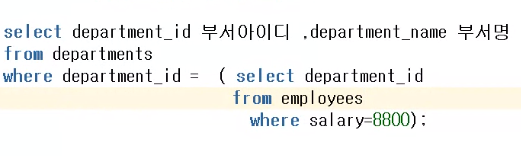 select department_id 부서아이디 ,department_name 부서명
from departments
where department_id = ( select department_id
from employees
where salary=8800);